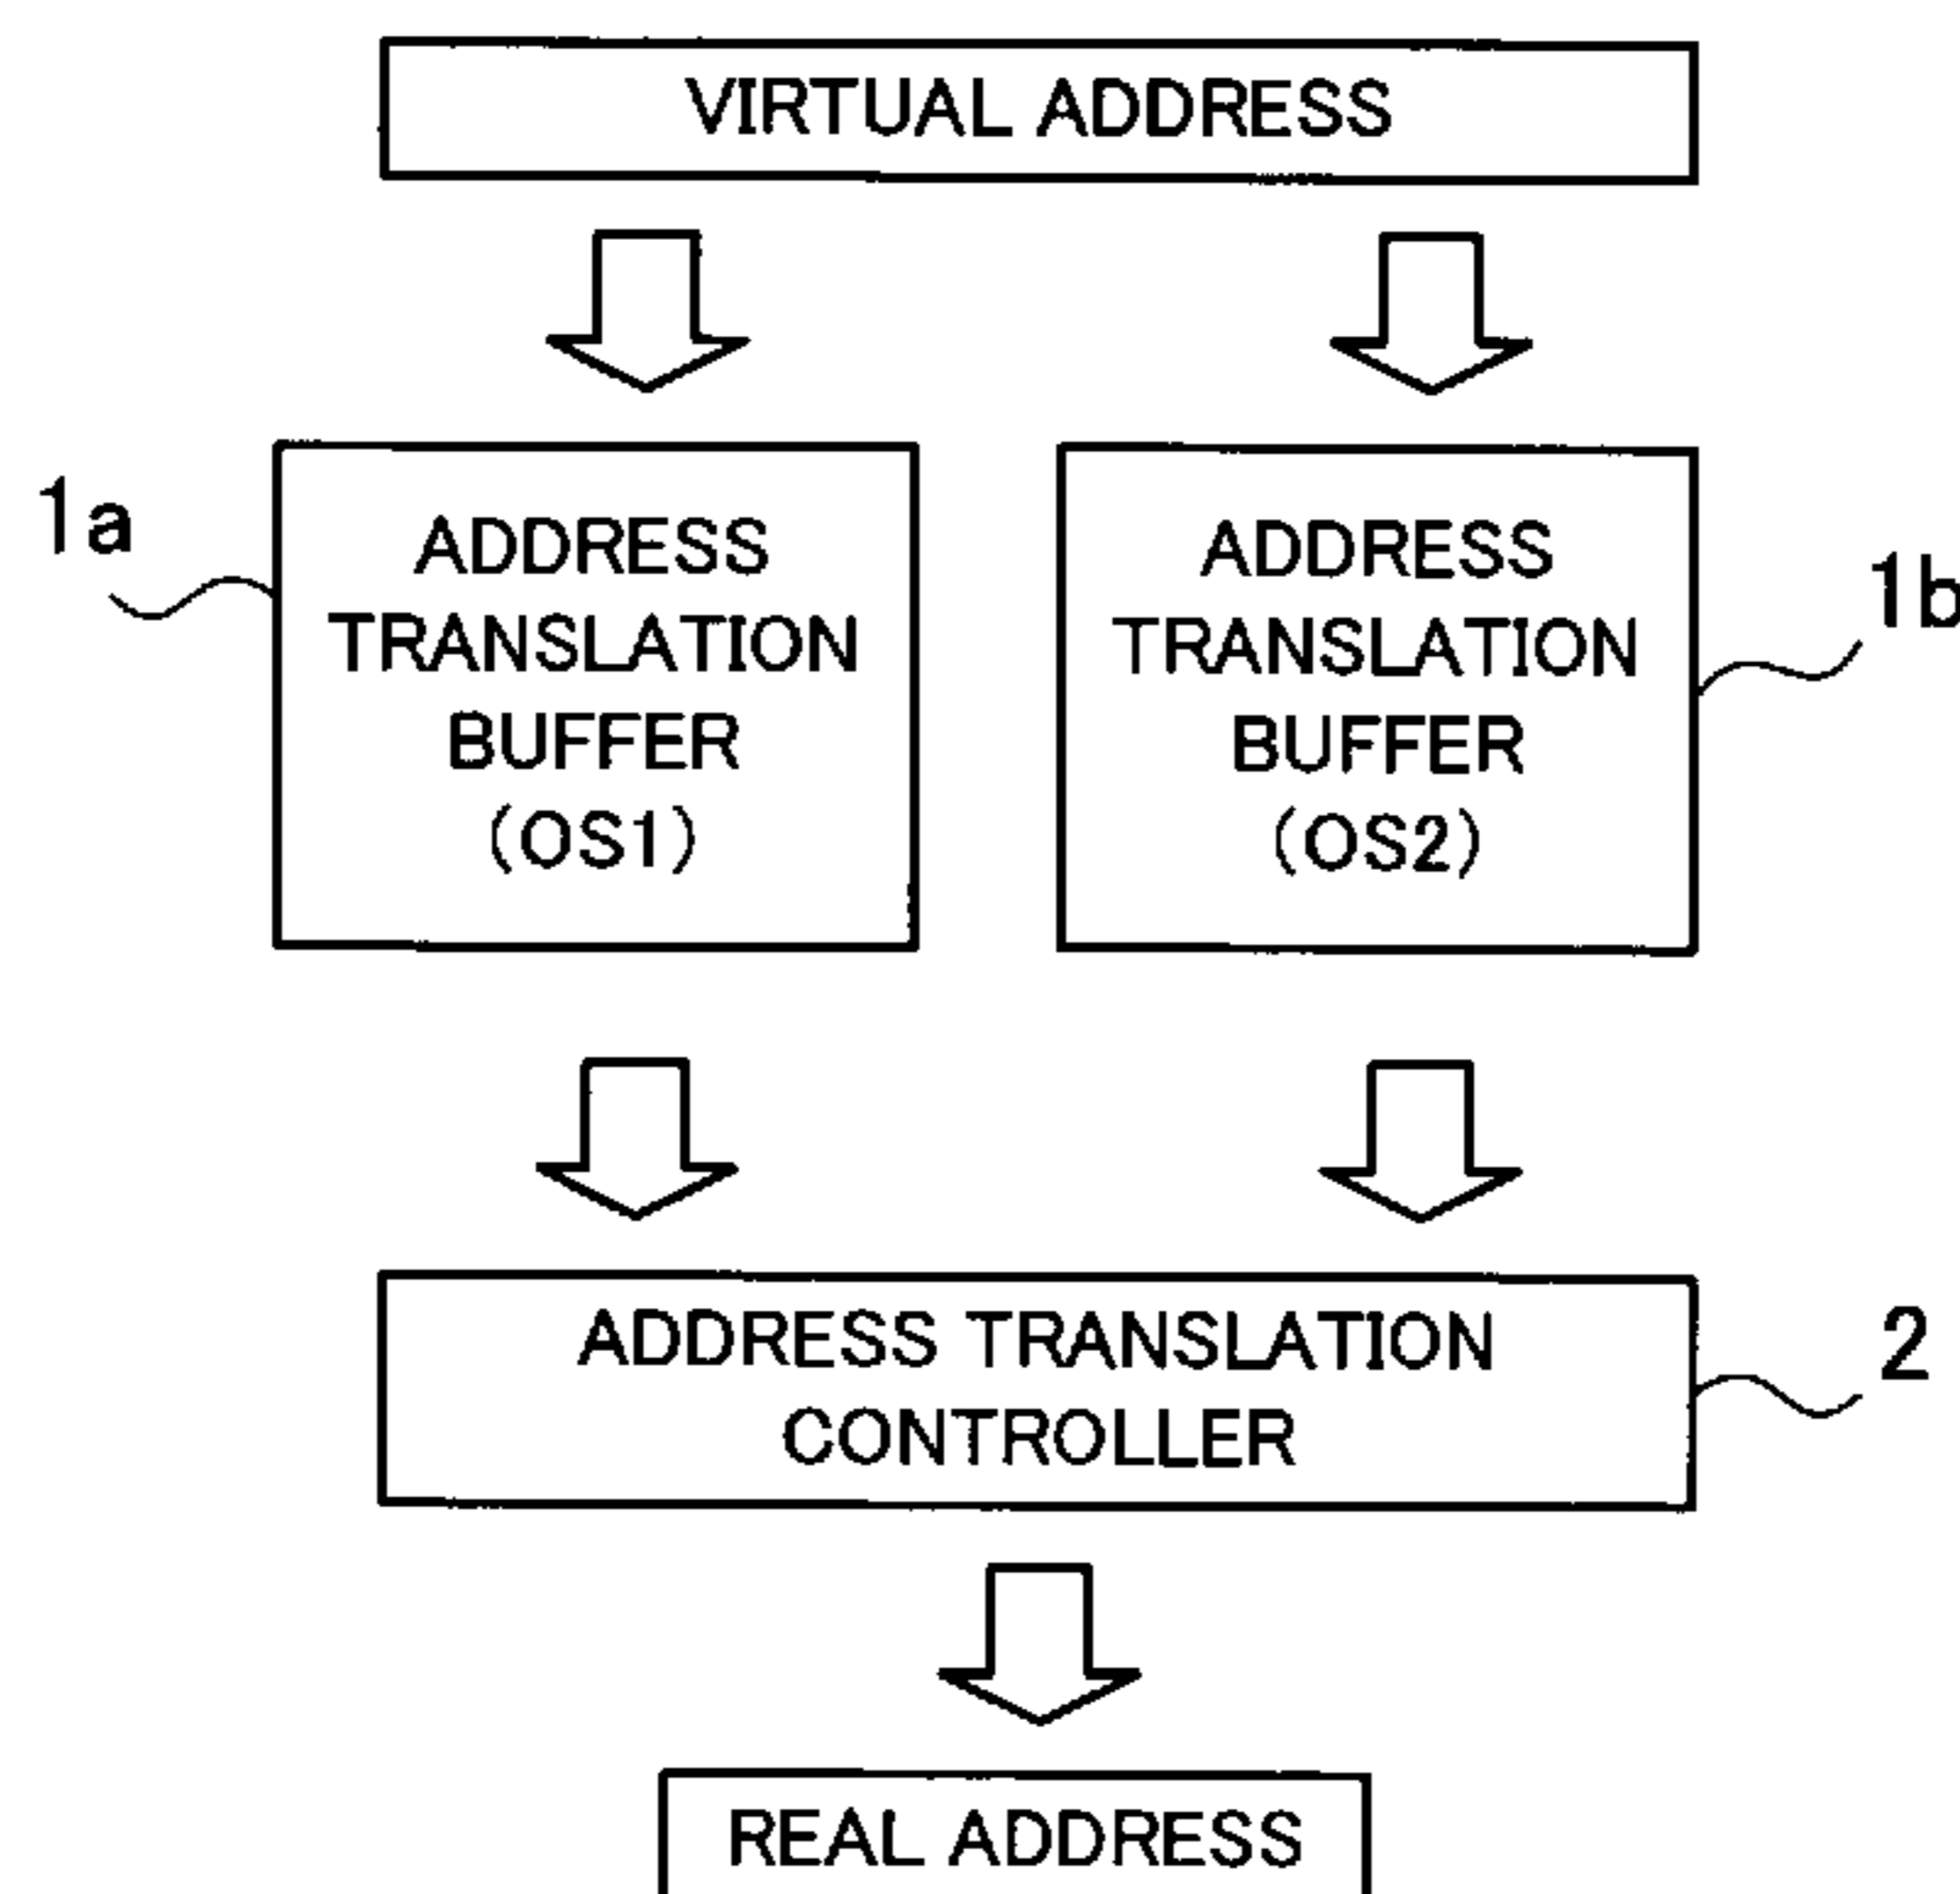 VIRTUAL ADDRESS
1a
ADDRESS
TRANSLATION
BUFFER
(OS1)
ADDRESS
TRANSLATION
BUFFER
(OS2)
1b
ADDRESS TRANSLATION
CONTROLLER
2
REAL ADDRESS